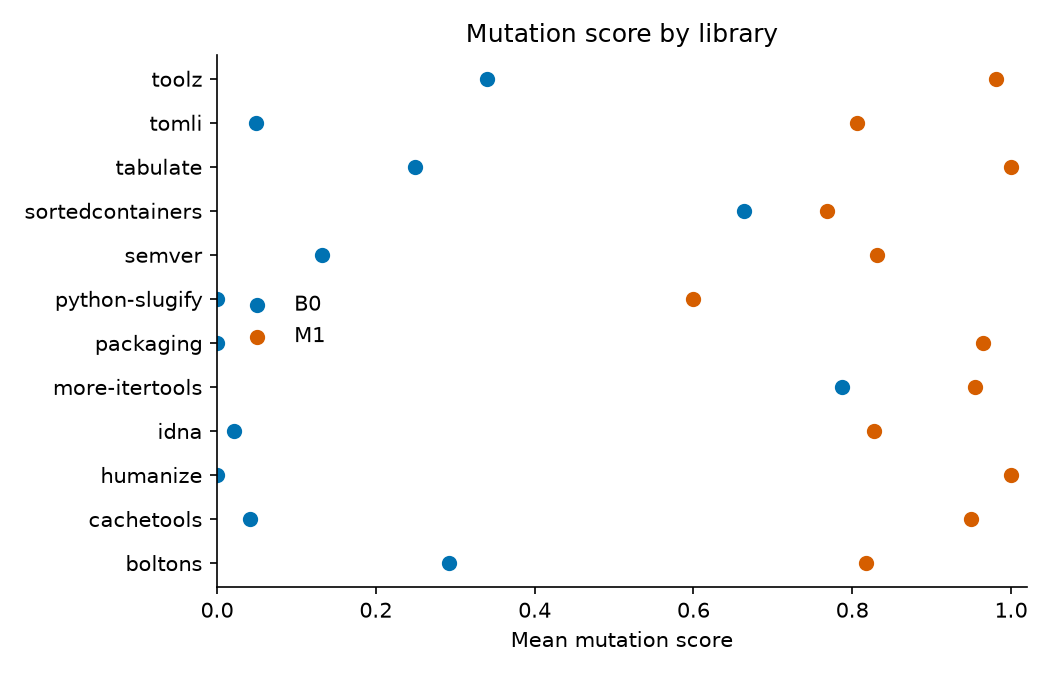 Mutation score by library
toolz
tomli
tabulate
sortedcontainers
semver
python-slugify
B0
M1
packaging
more-itertools
idna
humanize
cachetools
boltons
0.0 0.2 0.4 0.6 0.8 1.0
Mean mutation score